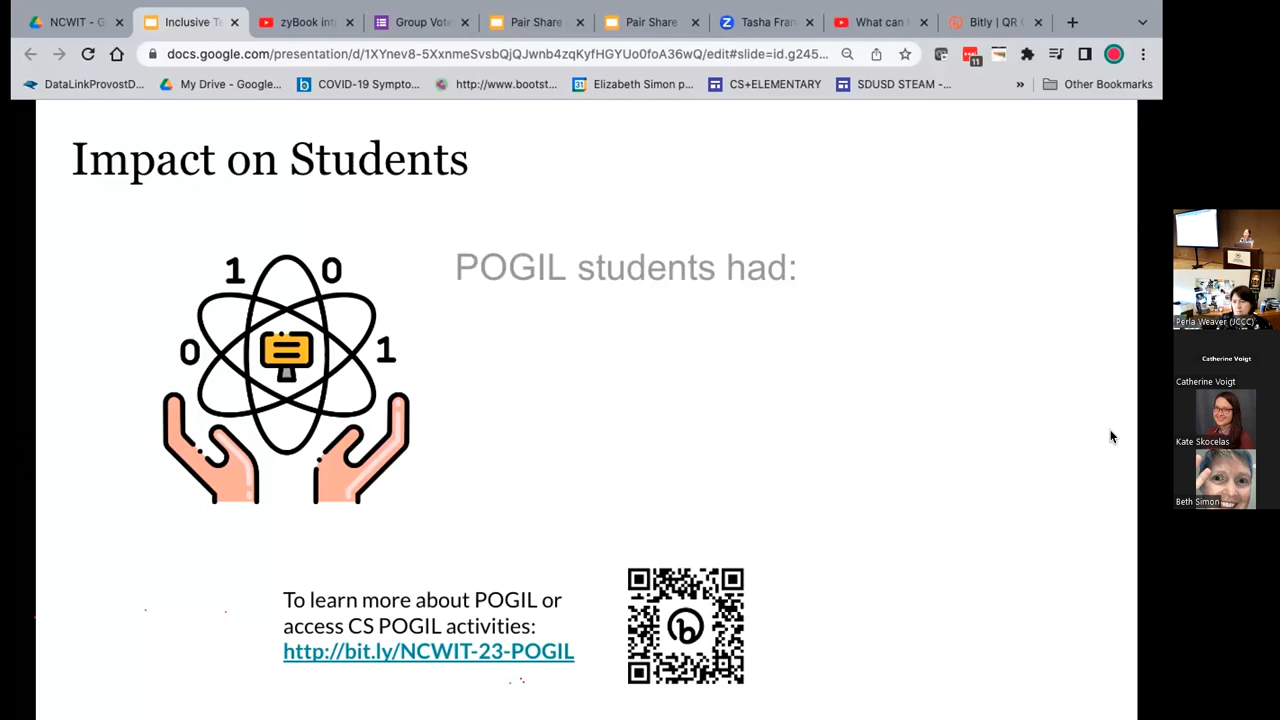 NCWIT - G
Inclusive Te
zyBook int
Group Vote
Pair Share
Pair Share
Tasha Fran
What can
Bitly | QR C
docs.google.com/presentation/d/1XYnev8-5XxnmeSvsbQjQJwnb4zqKyfHGYUo0foA36wQ/edit#slide=id.g245...
11
DataLinkProvostD...
My Drive - Google...
COVID-19 Sympto...
http://www.bootst...
Elizabeth Simon p...
CS+ELEMENTARY
SDUSD STEAM -...
»
Other Bookmarks
Impact on Students
1 0
0 1
POGIL students had:
To learn more about POGIL or
access CS POGIL activities:
http://bit.ly/NCWIT-23-POGIL
Perla Weaver (JCCC)
Catherine Voigt
Catherine Voigt
Kate Skocelas
Beth Simon